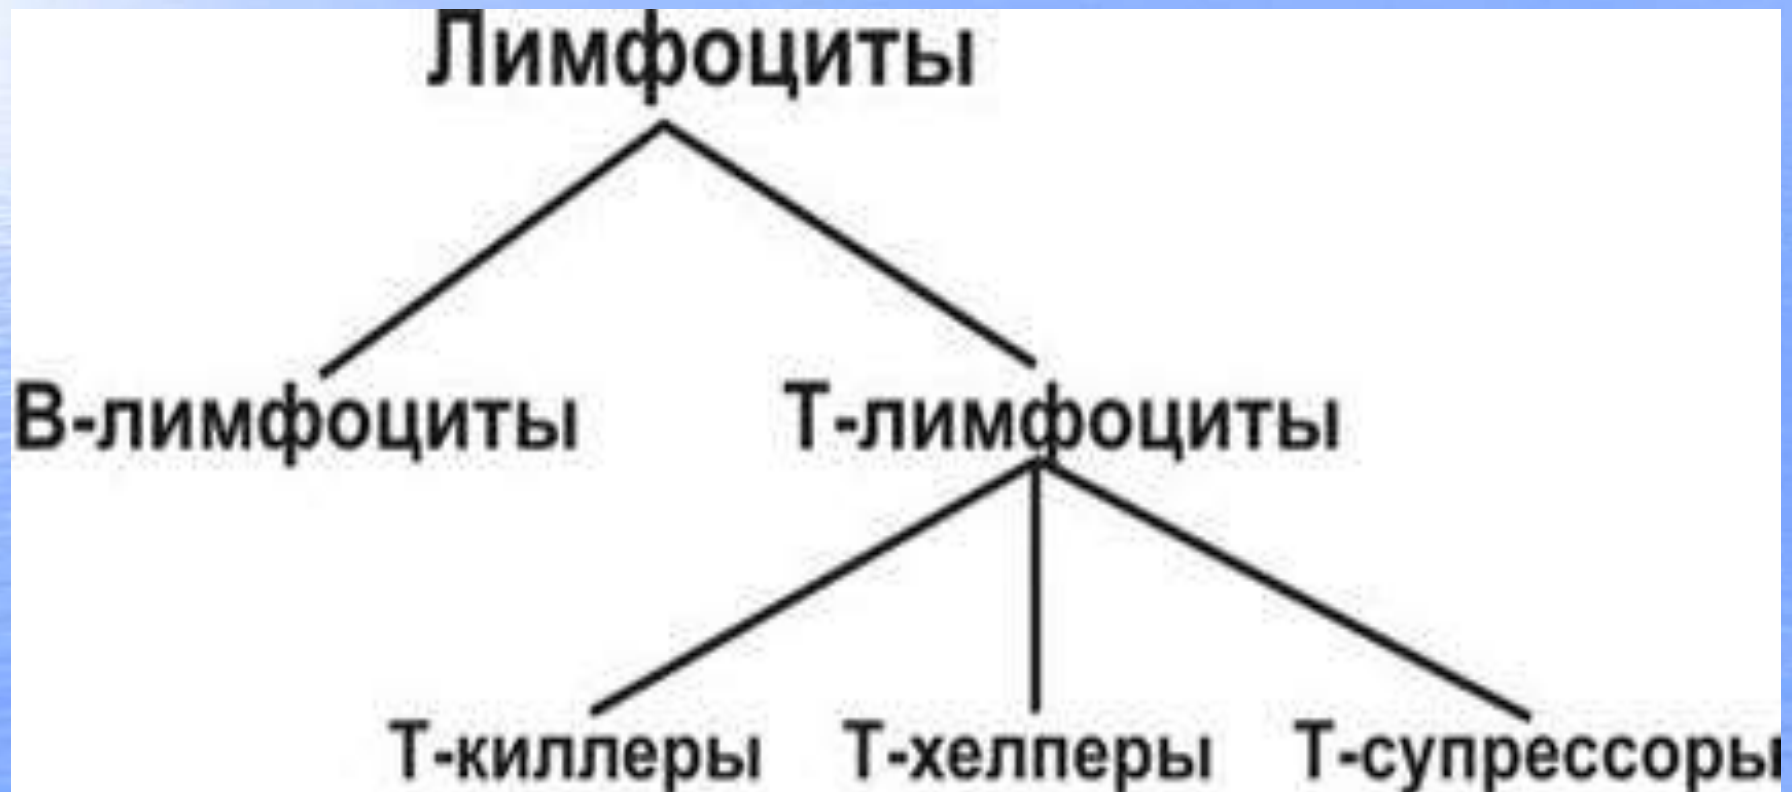 Лимфоциты
В-лимфоциты Т-лимфоциты
Т-киллеры Т-хелперы Т-супрессоры